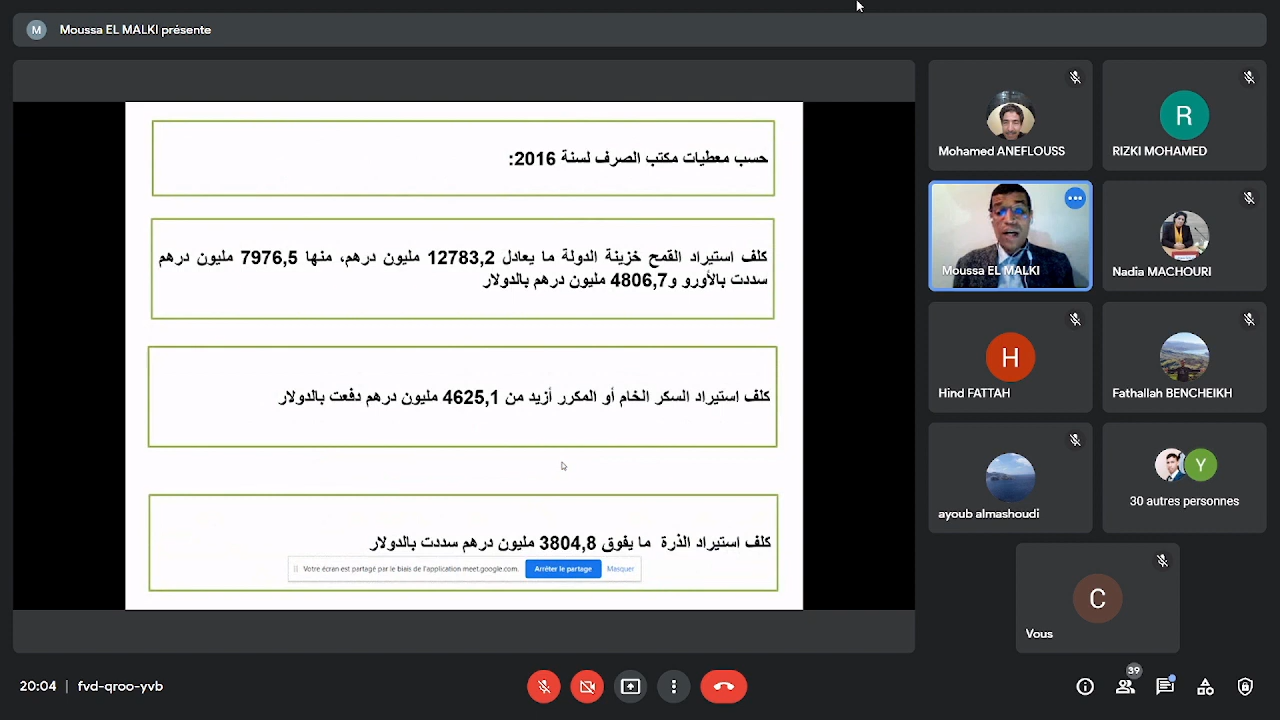 M
Moussa EL MALKI présente
حسب معطيات مكتب الصرف لسنة 2016:
كلف استيراد القمح خزينة الدولة ما يعادل 12783,2 مليون درهم، منها 7976,5 مليون درهم
سددت بالأورو و4806,7 مليون درهم بالدولار
كلف استيراد السكر الخام أو المكرر أزيد من 4625,1 مليون درهم دفعت بالدولار
كلف استيراد الذرة ما يفوق 3804,8 مليون درهم سددت بالدولار
Votre écran est partagé par le biais de l'application meet.google.com.
Arrêter le partage
Masquer
Mohamed ANEFLOUSS
R
RIZKI MOHAMED
Moussa EL MALKI
Nadia MACHOURI
H
Hind FATTAH
Fathallah BENCHEIKH
ayoub almashoudi
Y
30 autres personnes
C
Vous
20:04 | fvd-qroo-yvb
39